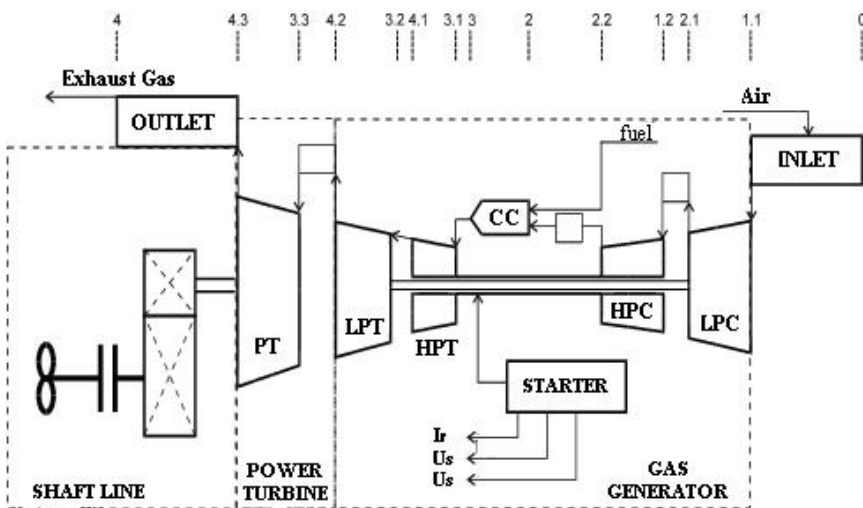 4 4.3 3.3 4.2 3.2 4.1 3.1 3 2 2.2 1.2 2.1 1.1 0
Exhaust Gas
OUTLET
Air
fuel
INLET
CC
PT
LPT
HPT
HPC
LPC
STARTER
Ir
Us
Us
SHAFT LINE
POWER
TURBINE
GAS
GENERATOR